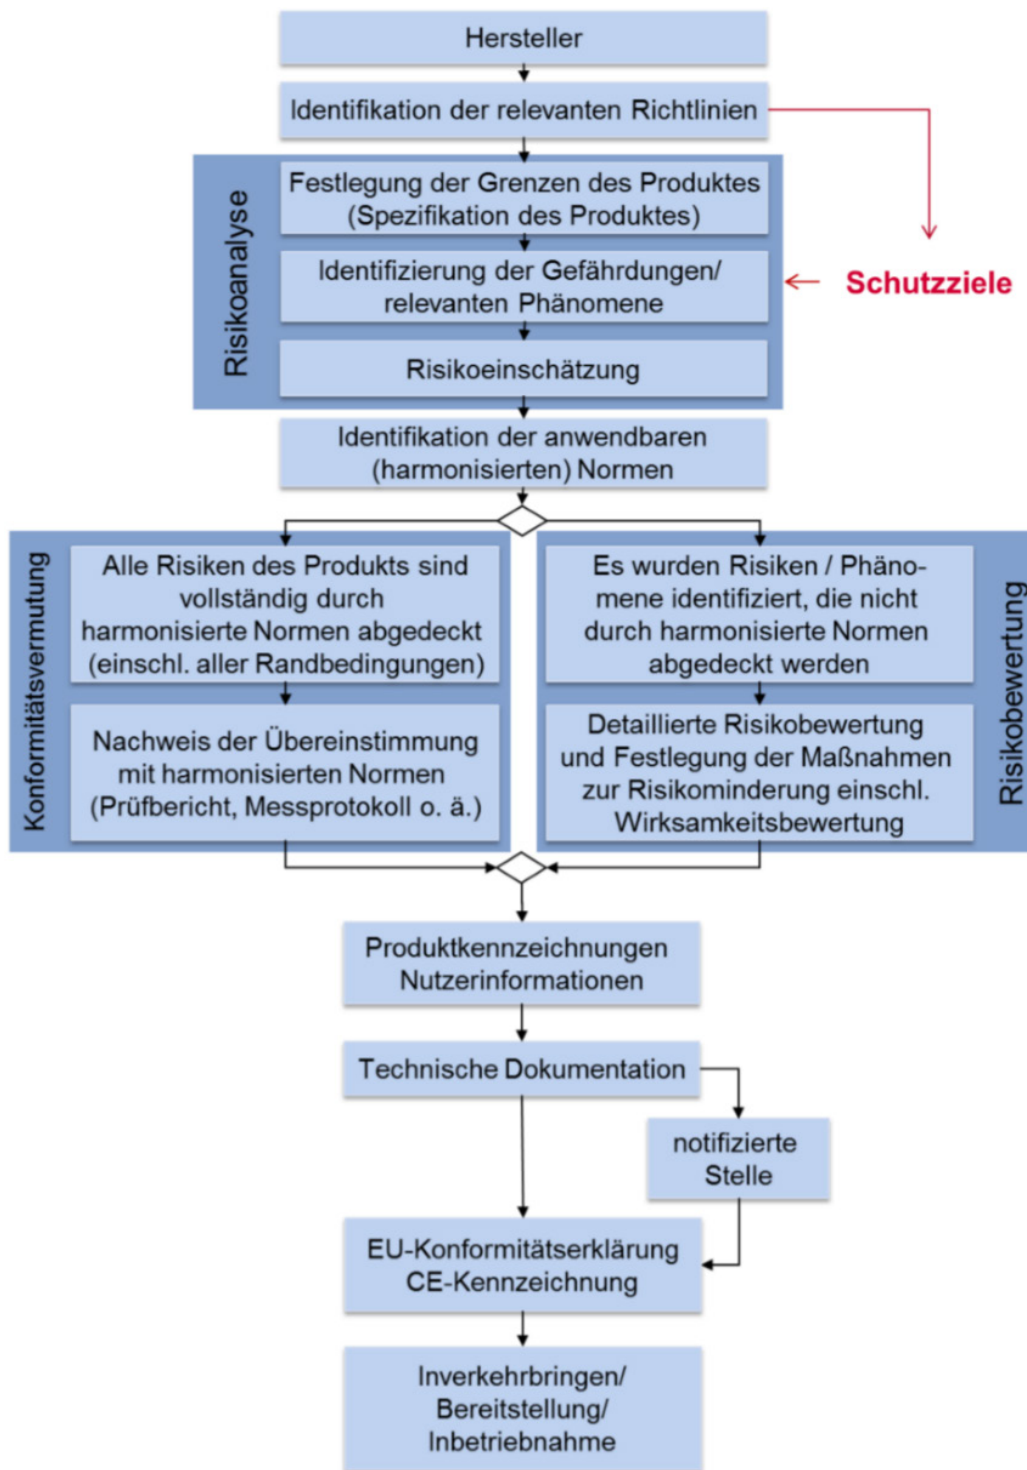 Hersteller
Identifikation der relevanten Richtlinien
Risikoanalyse
Festlegung der Grenzen des Produktes
(Spezifikation des Produktes)
Identifizierung der Gefährdungen/
relevanten Phänomene
Schutzziele
Risikoeinschätzung
Identifikation der anwendbaren
(harmonisierten) Normen
Konformitätsvermutung
Alle Risiken des Produkts sind
vollständig durch
harmonisierte Normen abgedeckt
(einschl. aller Randbedingungen)
Nachweis der Übereinstimmung
mit harmonisierten Normen
(Prüfbericht, Messprotokoll o. ä.)
Es wurden Risiken / Phäno-
mene identifiziert, die nicht
durch harmonisierte Normen
abgedeckt werden
Detaillierte Risikobewertung
und Festlegung der Maßnahmen
zur Risikominderung einschl.
Wirksamkeitsbewertung
Risikobewertung
Produktkennzeichnungen
Nutzerinformationen
Technische Dokumentation
notifizierte
Stelle
EU-Konformitätserklärung
CE-Kennzeichnung
Inverkehrbringen/
Bereitstellung/
Inbetriebnahme